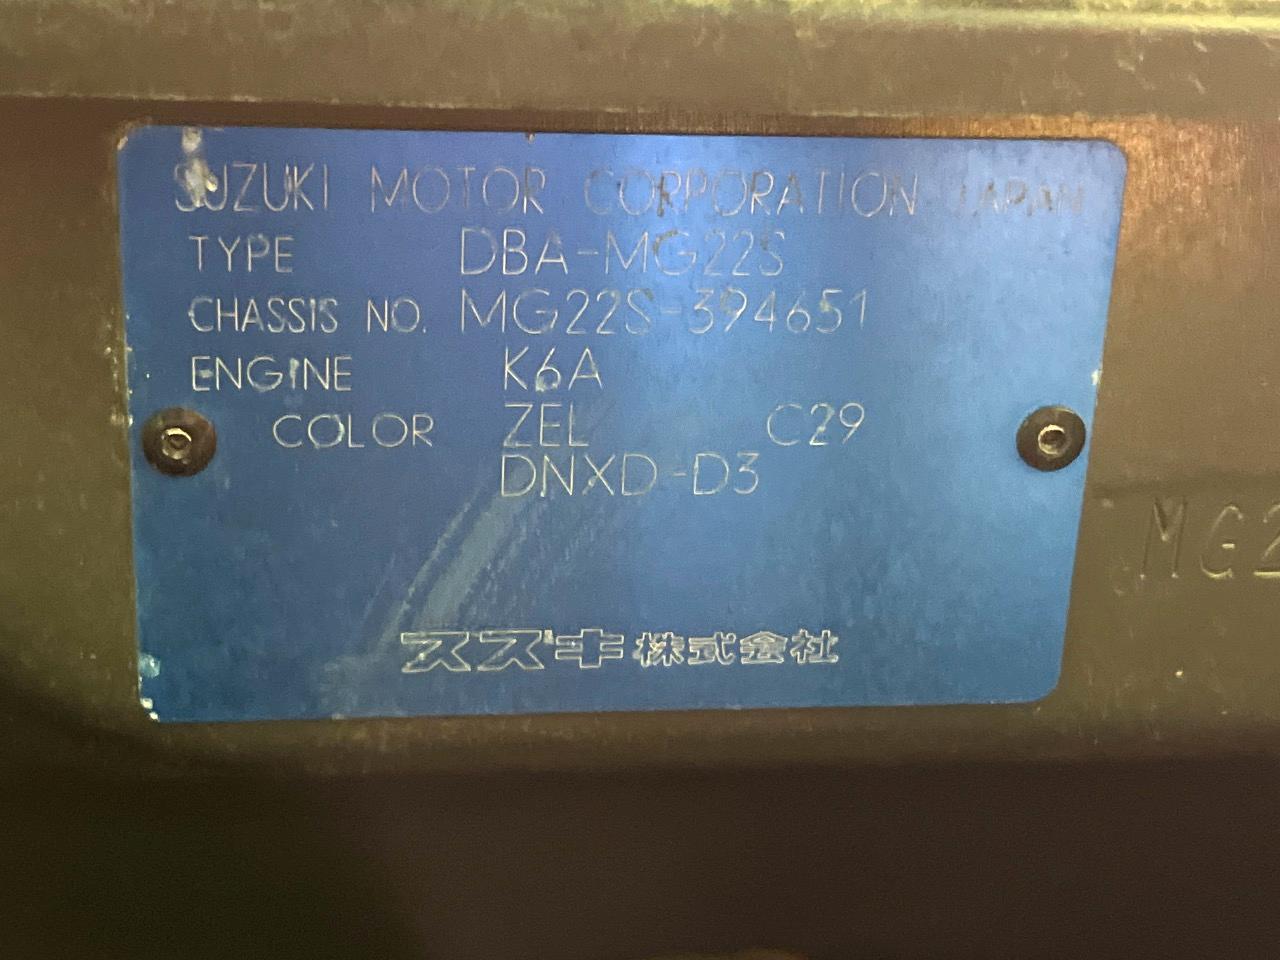 SUZUKI MOTOR CORPORATION JAPAN
TYPE DBA-MG22S
CHASSIS NO. MG22S-394651
ENGINE K6A
COLOR ZEL C29
DNXD-D3
スズキ株式会社
MG2